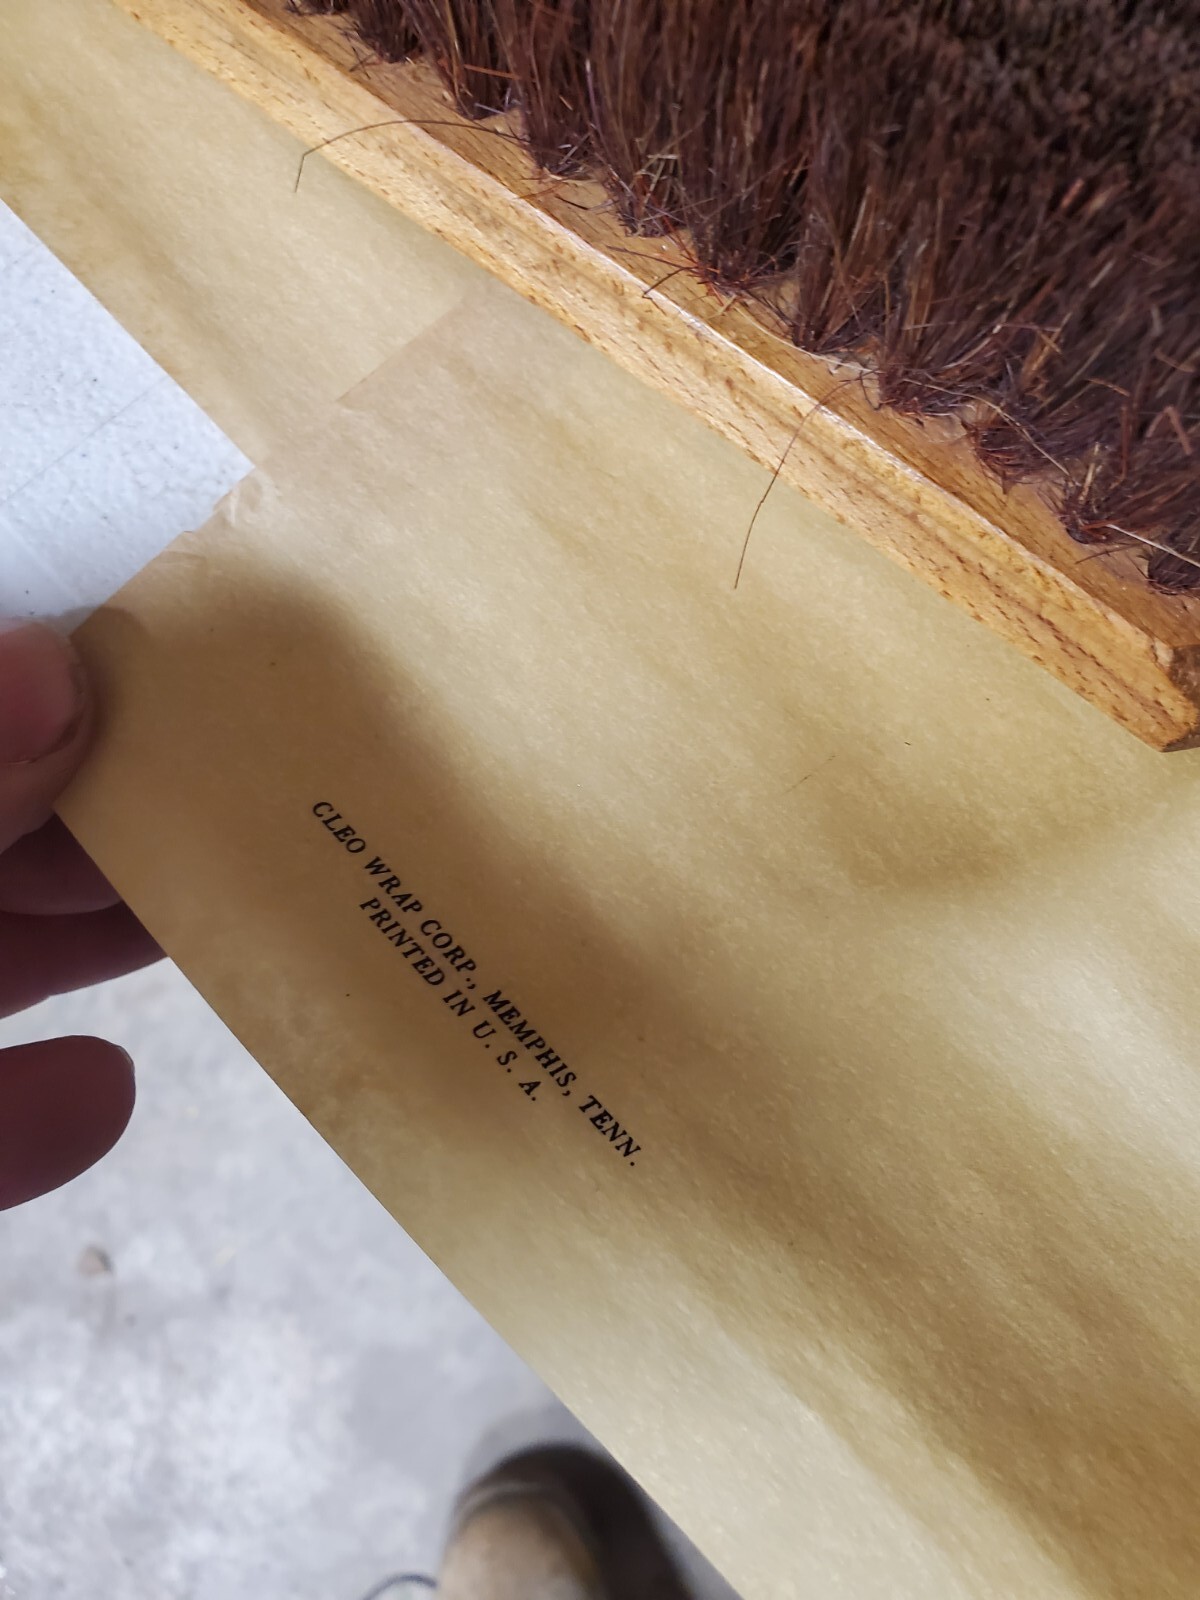 CLEO WRAP CORP., MEMPHIS, TENN.
PRINTED IN U. S. A.